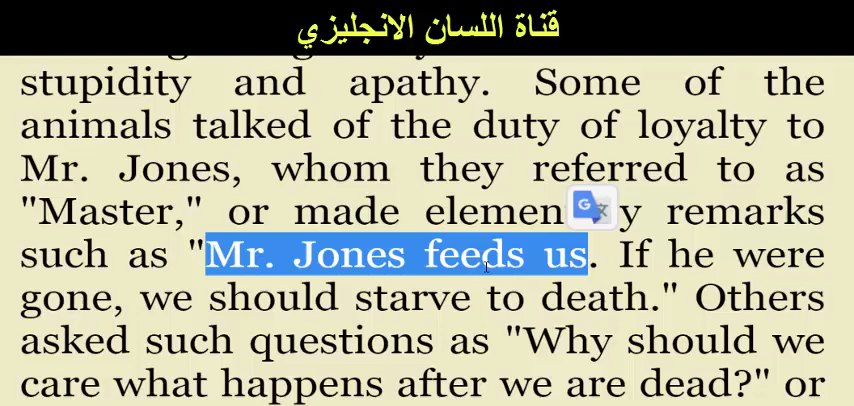 قناة اللسان الانجليزي
stupidity and apathy. Some of the
animals talked of the duty of loyalty to
Mr. Jones, whom they referred to as
"Master," or made elemen y remarks
such as "Mr. Jones feeds us. If he were
gone, we should starve to death." Others
asked such questions as "Why should we
care what happens after we are dead?" or